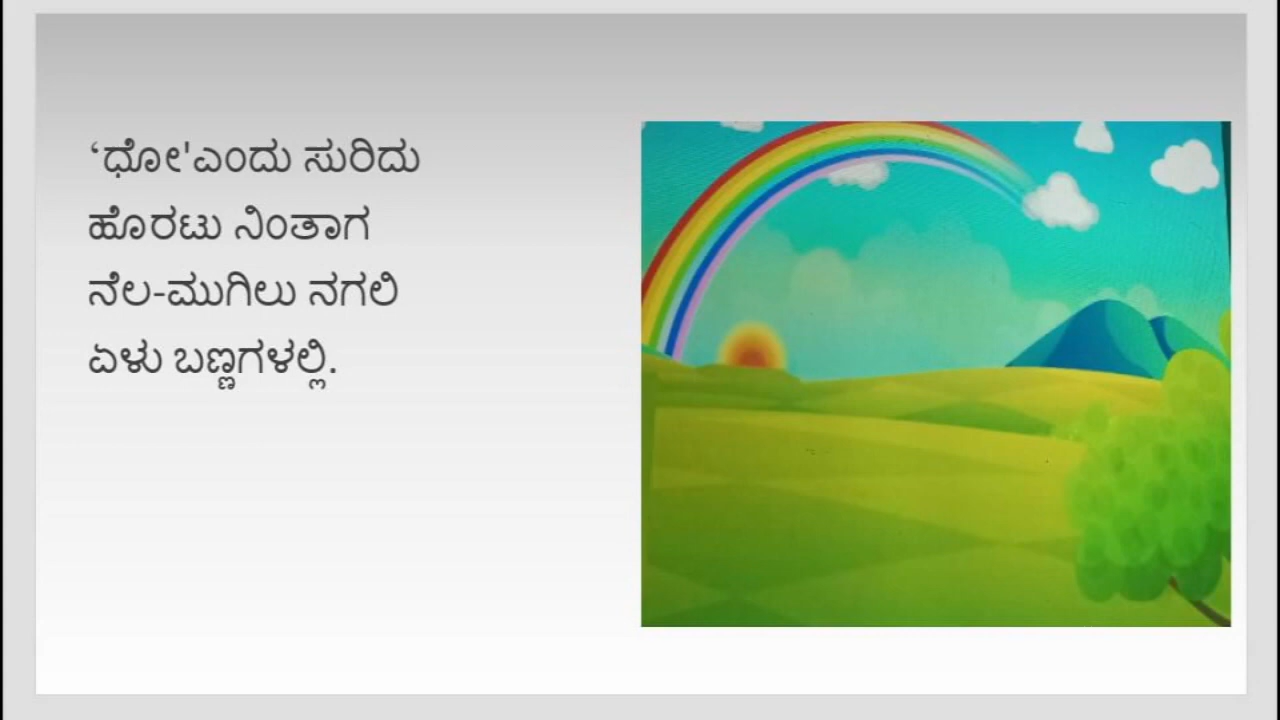 ‘ಧೋ'ಎಂದು ಸುರಿದು
ಹೊರಟು ನಿಂತಾಗ
ನೆಲ-ಮುಗಿಲು ನಗಲಿ
ಏಳು ಬಣ್ಣಗಳಲ್ಲಿ.